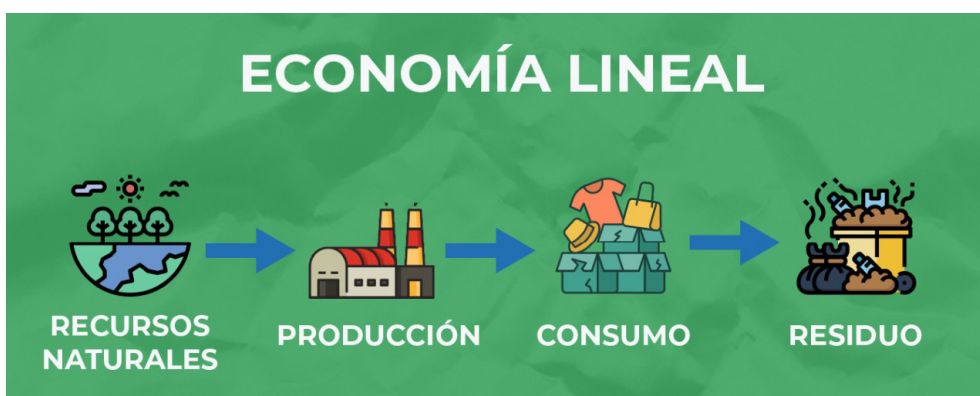 ECONOMÍA LINEAL
RECURSOS
NATURALES
PRODUCCIÓN
CONSUMO
RESIDUO